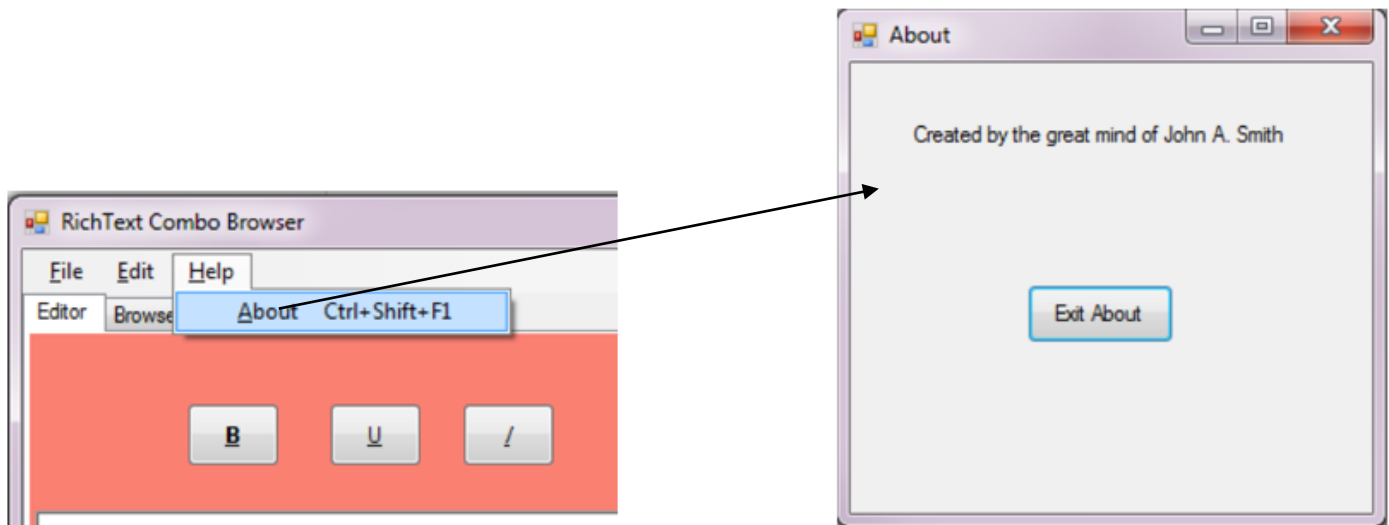 RichText Combo Browser
File Edit Help
Editor Browse
About Ctrl+Shift+F1
B U I
About
Created by the great mind of John A. Smith
Exit About